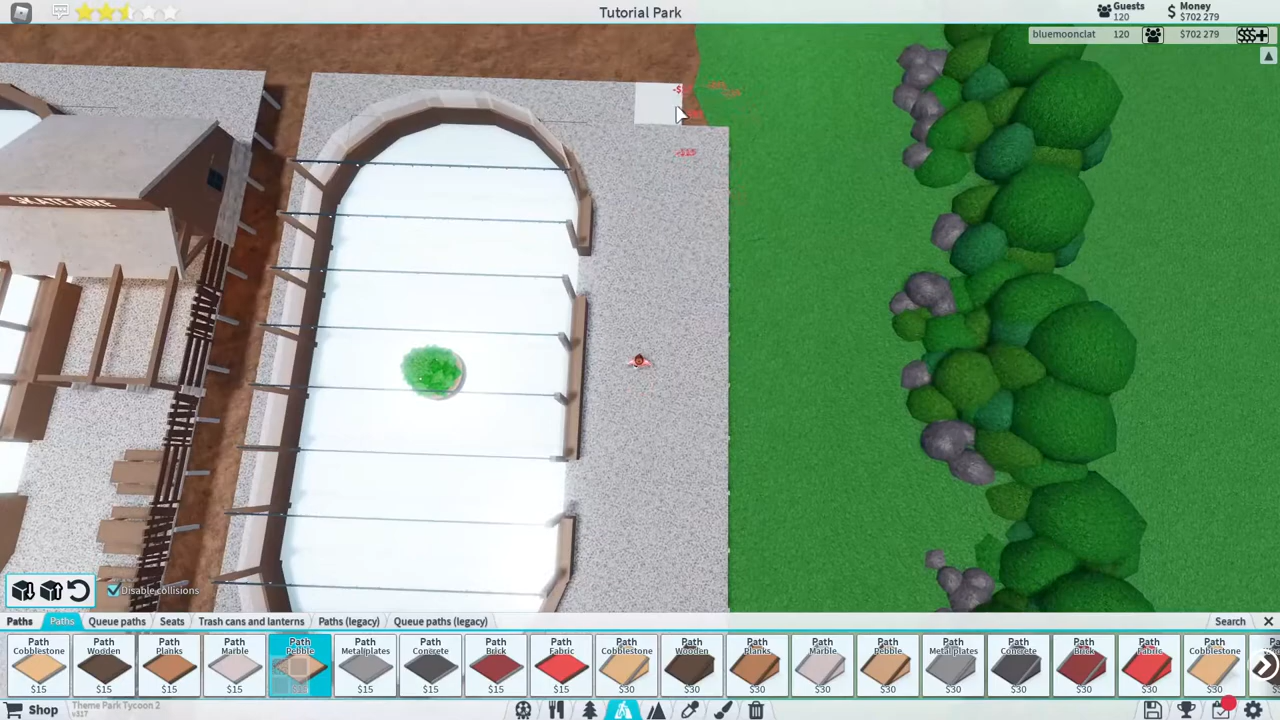 Tutorial Park
Guests
120
Money
$702 279
bluemoonclat 120 $702 279
SKATE HIRE
-$15
Disable collisions
Paths Paths Queue paths Seats Trash cans and lanterns Paths (legacy) Queue paths (legacy) Search
Path Cobblestone $15
Path Wooden $15
Path Planks $15
Path Marble $15
Path Pebble
Path Metalplates $15
Path Concrete $15
Path Brick $15
Path Fabric $15
Path Cobblestone $30
Path Wooden $30
Path Planks $30
Path Marble $30
Path Pebble $30
Path Metalplates $30
Path Concrete $30
Path Brick $30
Path Fabric $30
Path Cobblestone $30
Shop
Theme Park Tycoon 2
v317